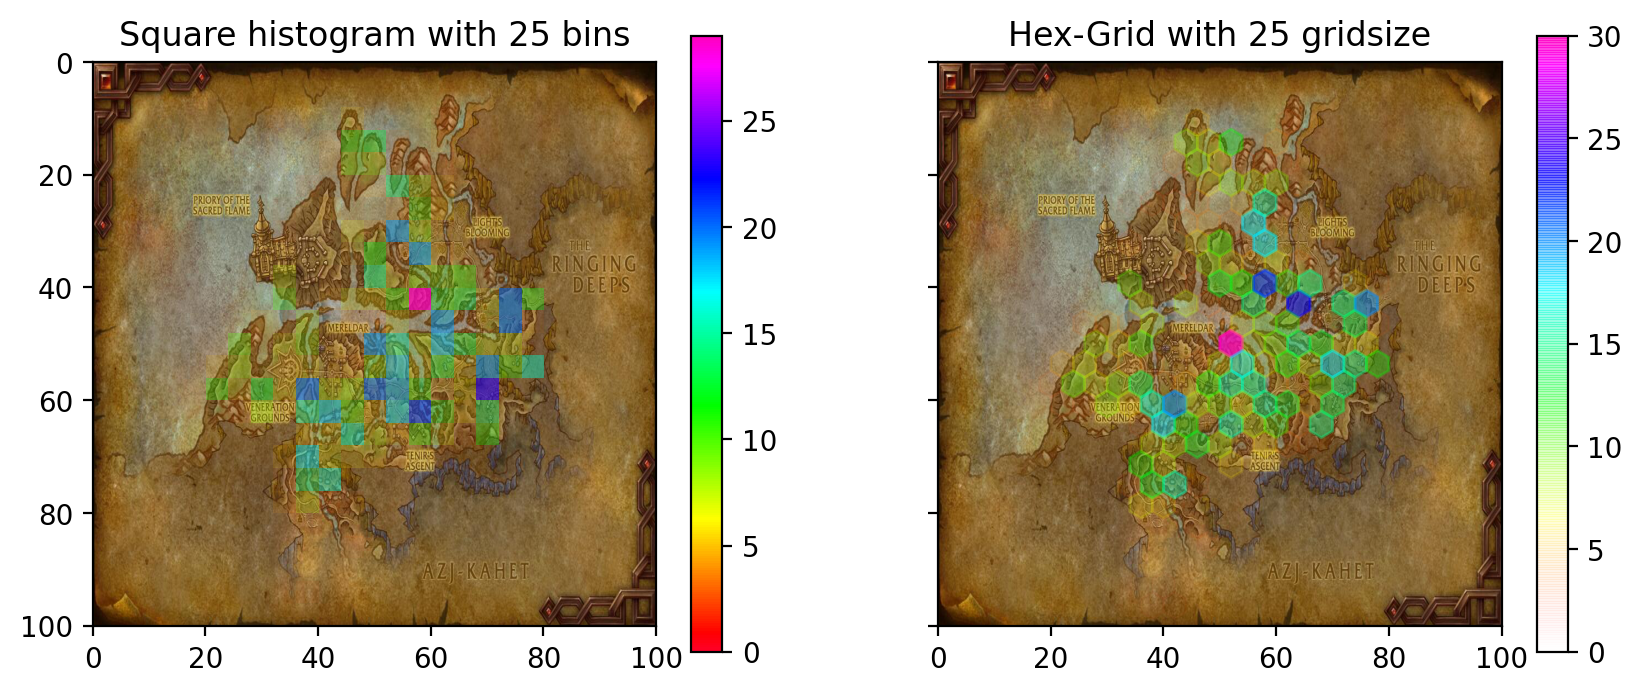 Square histogram with 25 bins
0
20
40
60
80
100
0
20
40
60
80
100
PRIORY OF THE
SACRED FLAME
LIGHT'S
BLOOMING
THE
RINGING
DEEPS
MERELDAR
VENERATION
GROUNDS
TENIR'S
ASCENT
AZJ-KAHET
25
20
15
10
5
0
Hex-Grid with 25 gridsize
0
20
40
60
80
100
PRIORY OF THE
SACRED FLAME
LIGHT'S
BLOOMING
THE
RINGING
DEEPS
MERELDAR
VENERATION
GROUNDS
TENIR'S
ASCENT
AZJ-KAHET
30
25
20
15
10
5
0